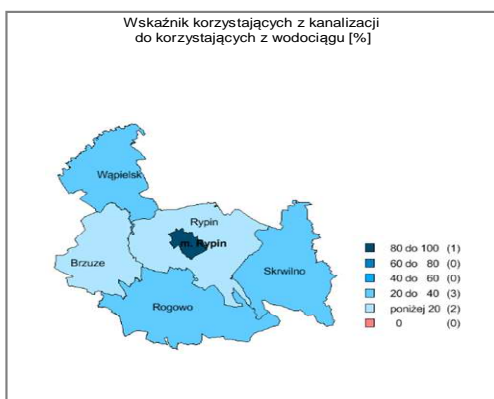 Wskaźnik korzystających z kanalizacji
do korzystających z wodociągu [%]
Wąpielsk
Rypin
m. Rypin
Brzuze
Skrwilno
Rogowo
80 do 100 (1)
60 do 80 (0)
40 do 60 (0)
20 do 40 (3)
poniżej 20 (2)
0 (0)